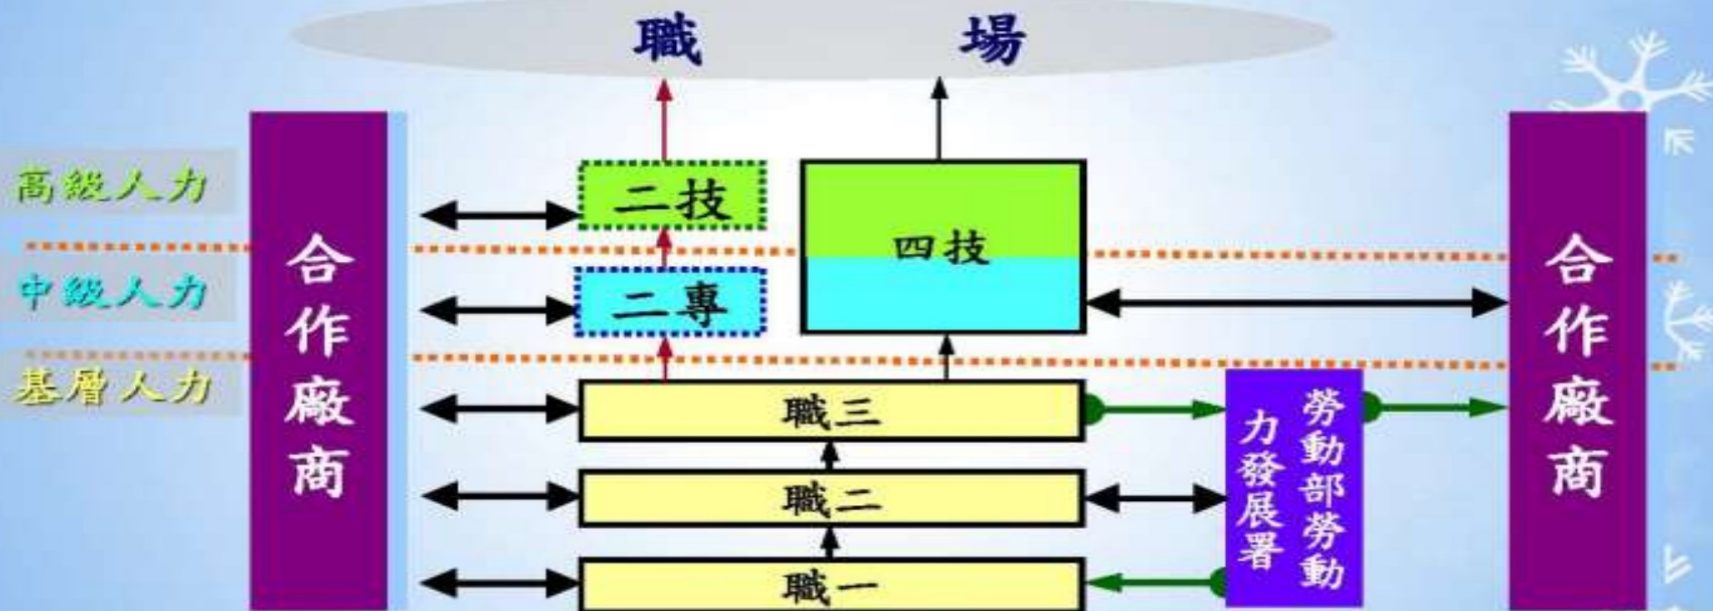 職場
高級人力
中級人力
基層人力
合作廠商
二技
二專
四技
職三
職二
職一
勞動部勞動
力發展署
合作廠商